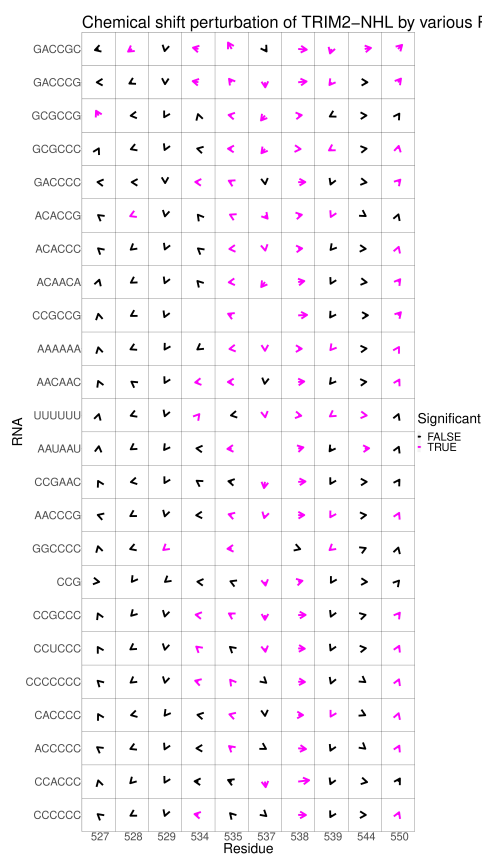 Chemical shift perturbation of TRIM2−NHL by various
GACCGC
GACCCG
GCGCCG
GCGCCC
GACCCC
ACACCG
ACACCC
ACAACA
CCGCCG
AAAAAA
AACAAC
UUUUUU
AAUAAU
CCGAAC
AACCCG
GGCCCC
CCG
CCGCCC
CCUCCC
CCCCCCC
CACCCC
ACCCCC
CCACCC
CCCCCC
RNA
527 528 529 534 535 537 538 539 544 550
Residue
Significant
FALSE
TRUE